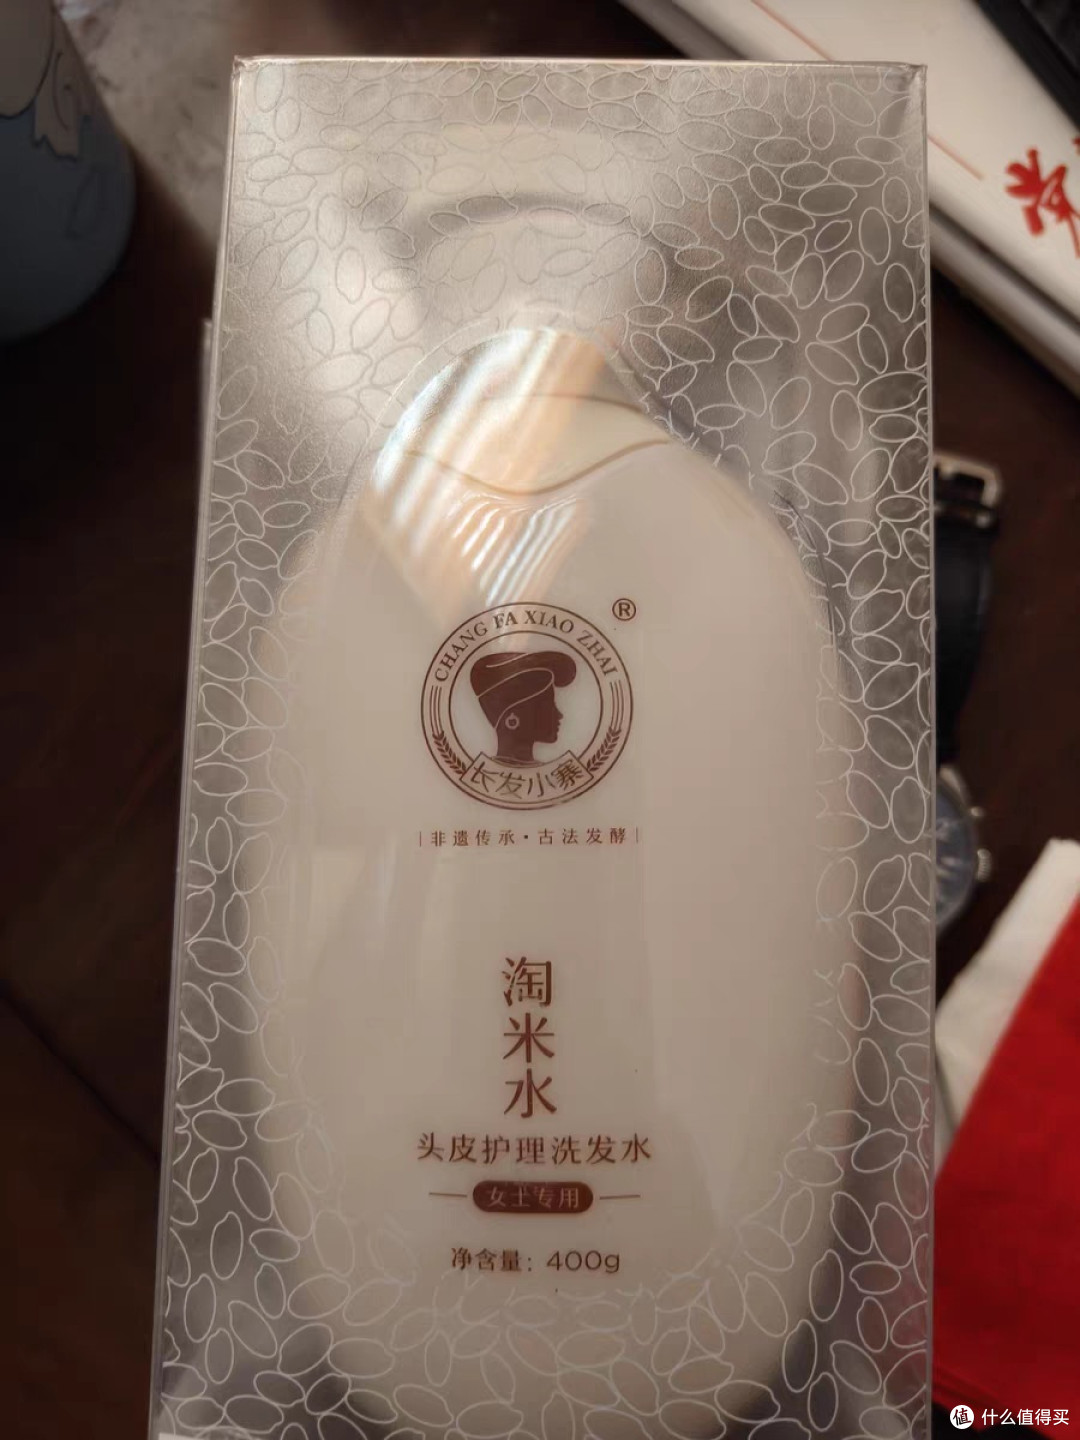 CHANG FA XIAO ZHAI
®
长发小寨
非遗传承·古法发酵
淘
米
水
头皮护理洗发水
女士专用
净含量：400g
值 什么值得买